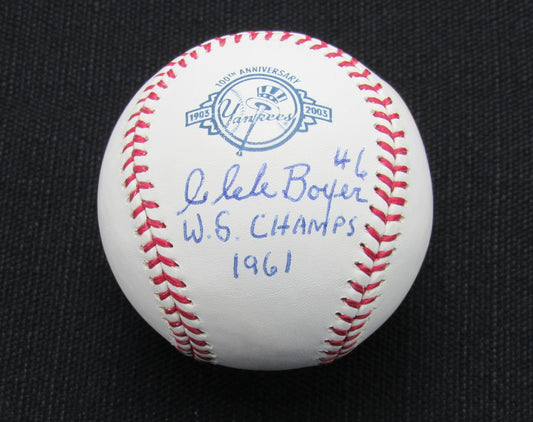 100TH ANNIVERSARY
1903 Yankees 2003
#6
Clete Boyer
W.S. CHAMPS
1961